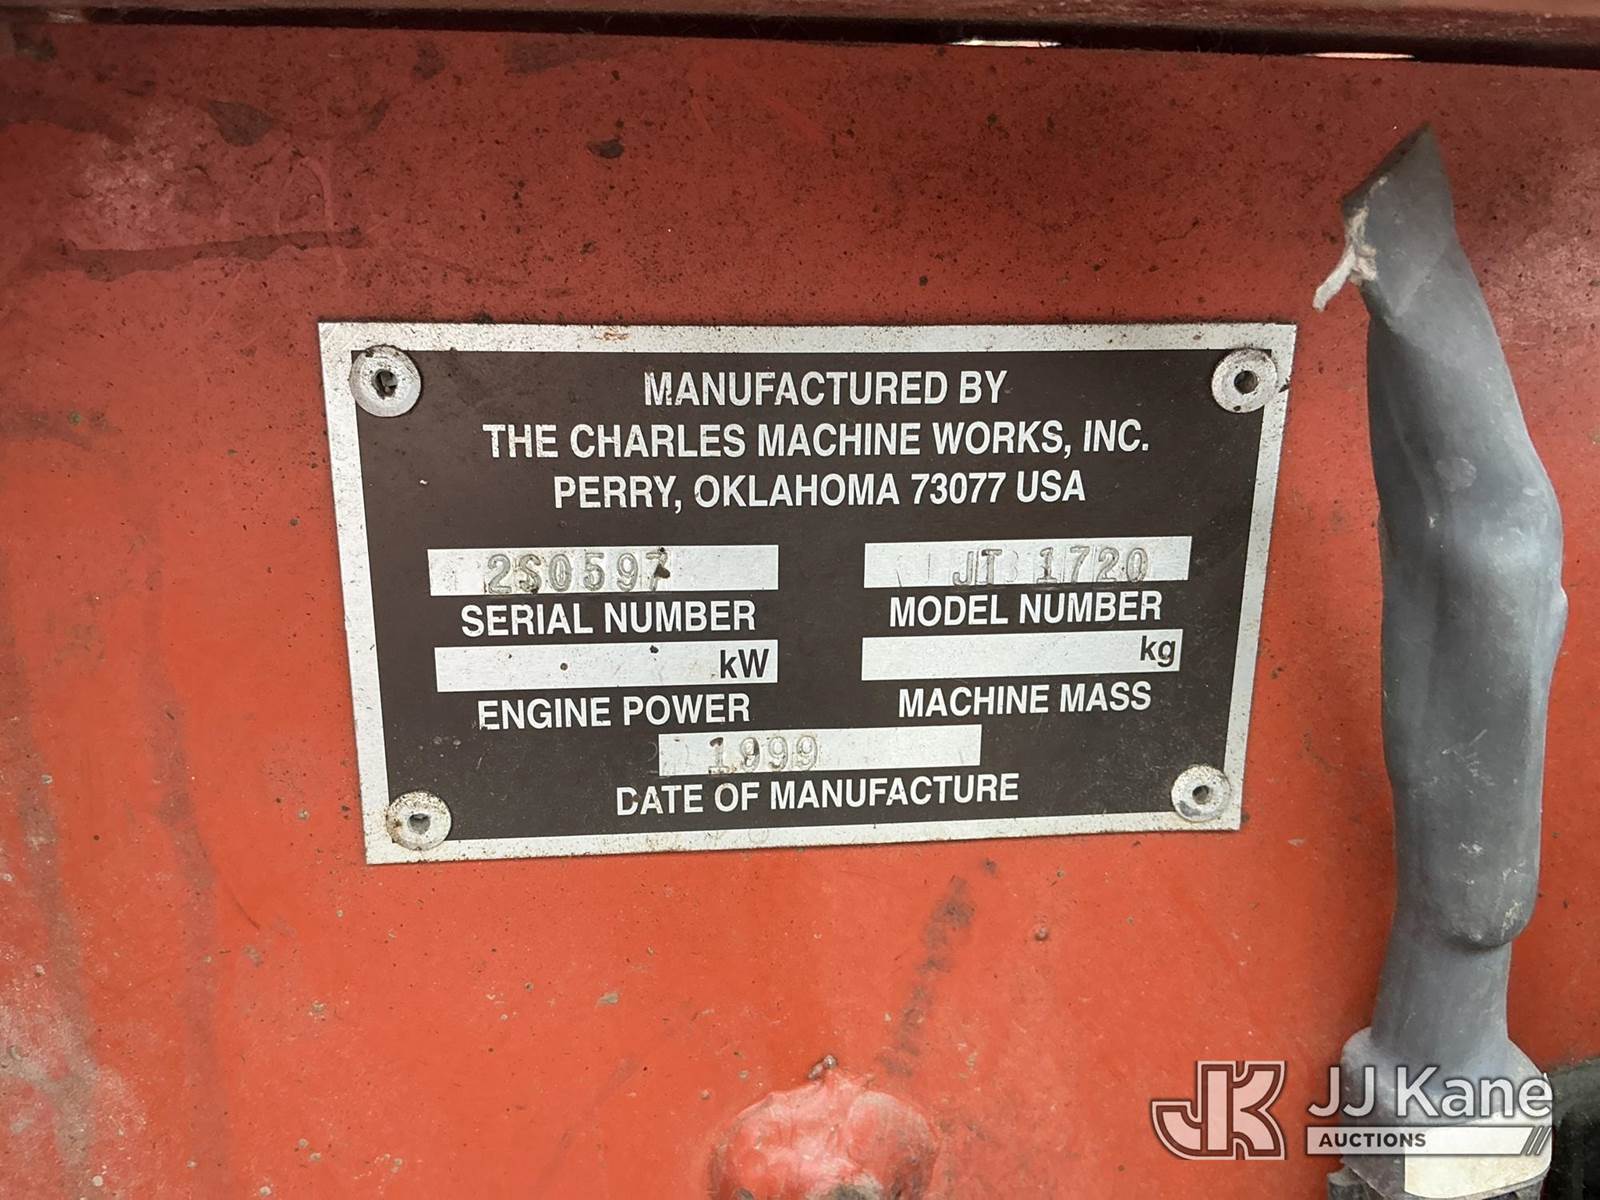 MANUFACTURED BY
THE CHARLES MACHINE WORKS, INC.
PERRY, OKLAHOMA 73077 USA
2S0597 JT 1720
SERIAL NUMBER MODEL NUMBER
kW kg
ENGINE POWER MACHINE MASS
1999
DATE OF MANUFACTURE
JK JJ Kane
AUCTIONS